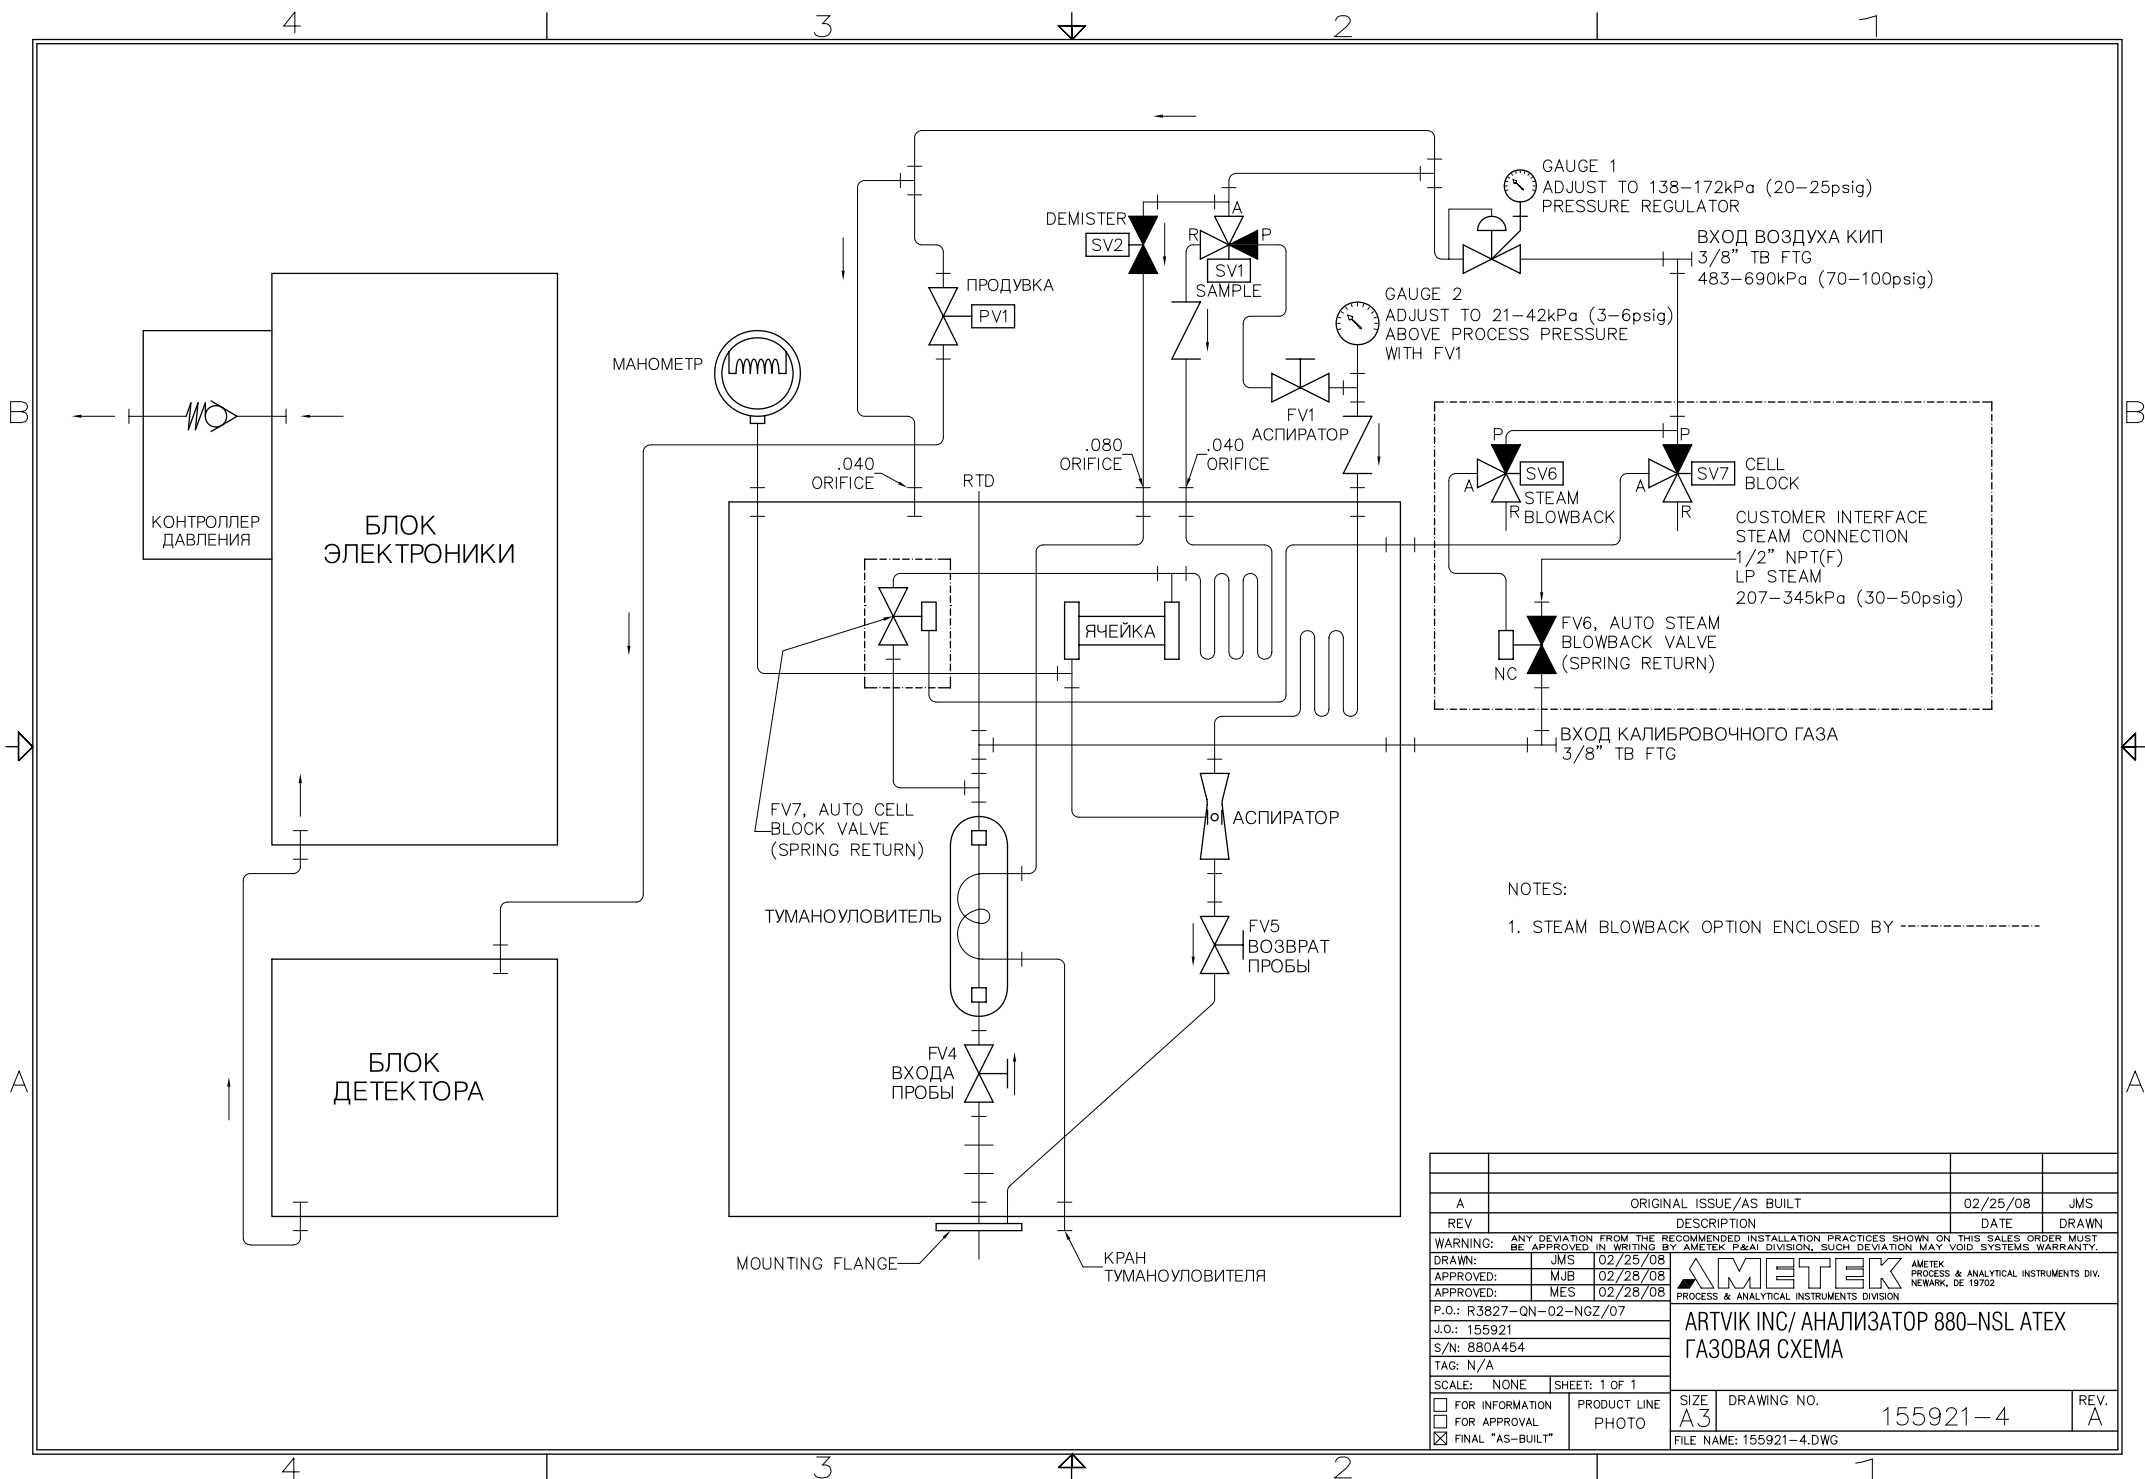 4
3
2
1
GAUGE 1
ADJUST TO 138-172kPa (20-25psig)
PRESSURE REGULATOR
DEMISTER
SV2
A
R
P
SV1
SAMPLE
ВХОД ВОЗДУХА КИП
3/8" TB FTG
483-690kPa (70-100psig)
ПРОДУВКА
PV1
GAUGE 2
ADJUST TO 21-42kPa (3-6psig)
ABOVE PROCESS PRESSURE
WITH FV1
МАНОМЕТР
B
B
FV1
АСПИРАТОР
.040
ORIFICE
RTD
.080
ORIFICE
.040
ORIFICE
P
SV6
A
STEAM
R
BLOWBACK
P
SV7
A
R
CELL
BLOCK
КОНТРОЛЛЕР
ДАВЛЕНИЯ
БЛОК
ЭЛЕКТРОНИКИ
CUSTOMER INTERFACE
STEAM CONNECTION
1/2" NPT(F)
LP STEAM
207-345kPa (30-50psig)
ЯЧЕЙКА
FV6, AUTO STEAM
BLOWBACK VALVE
(SPRING RETURN)
NC
ВХОД КАЛИБРОВОЧНОГО ГАЗА
3/8" TB FTG
FV7, AUTO CELL
BLOCK VALVE
(SPRING RETURN)
АСПИРАТОР
ТУМАНОУЛОВИТЕЛЬ
FV5
ВОЗВРАТ
ПРОБЫ
NOTES:
1. STEAM BLOWBACK OPTION ENCLOSED BY
БЛОК
ДЕТЕКТОРА
FV4
ВХОДА
ПРОБЫ
A
A
MOUNTING FLANGE
КРАН
ТУМАНОУЛОВИТЕЛЯ
A ORIGINAL ISSUE/AS BUILT 02/25/08 JMS
REV DESCRIPTION DATE DRAWN
WARNING: ANY DEVIATION FROM THE RECOMMENDED INSTALLATION PRACTICES SHOWN ON THIS SALES ORDER MUST
BE APPROVED IN WRITING BY AMETEK P&AI DIVISION, SUCH DEVIATION MAY VOID SYSTEMS WARRANTY.
DRAWN: JMS 02/25/08
APPROVED: MJB 02/28/08
APPROVED: MES 02/28/08
P.O.: R3827-QN-02-NGZ/07
J.O.: 155921
S/N: 880A454
TAG: N/A
SCALE: NONE SHEET: 1 OF 1
FOR INFORMATION
FOR APPROVAL
FINAL "AS-BUILT"
PRODUCT LINE
PHOTO
AMETEK
PROCESS & ANALYTICAL INSTRUMENTS DIVISION
AMETEK
PROCESS & ANALYTICAL INSTRUMENTS DIV.
NEWARK, DE 19702
ARTVIK INC/ АНАЛИЗАТОР 880-NSL ATEX
ГАЗОВАЯ СХЕМА
SIZE
A3
DRAWING NO.
155921-4
REV.
A
FILE NAME: 155921-4.DWG
4
3
2
1